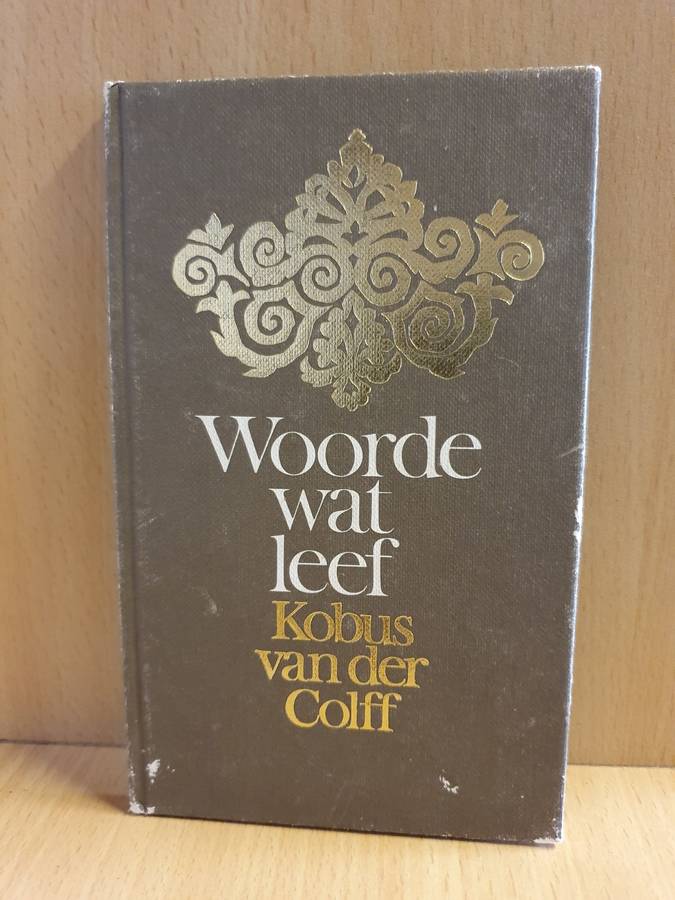 Woorde
wat
leef
Kobus
van der
Colff